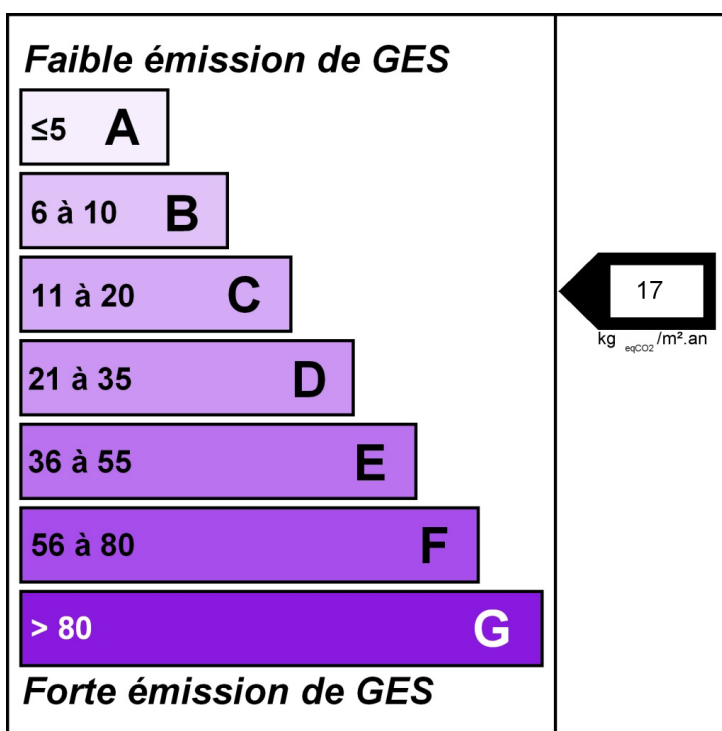 Faible émission de GES
≤5 A
6 à 10 B
11 à 20 C
17
kg eqCO2 /m².an
21 à 35 D
36 à 55 E
56 à 80 F
> 80 G
Forte émission de GES